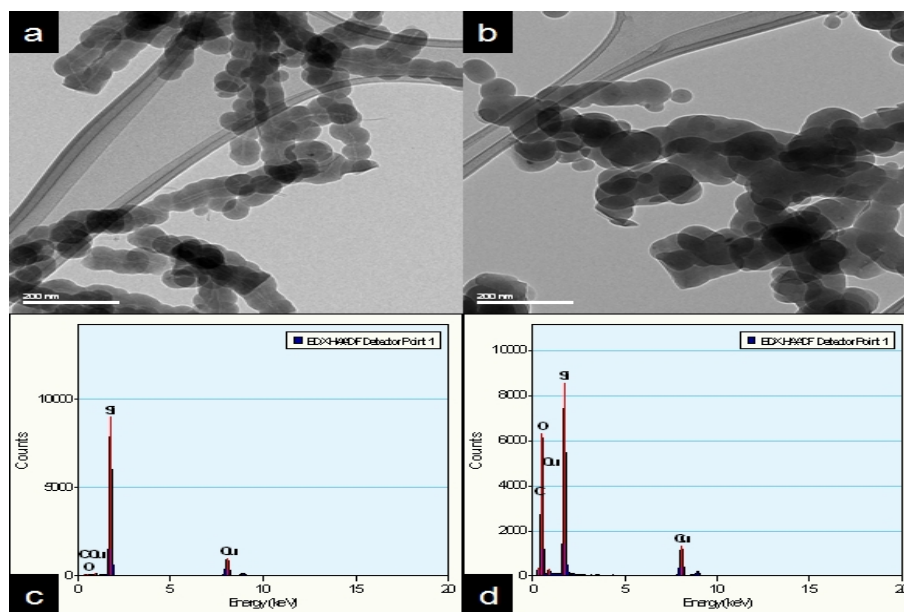 a
b
200 nm
200 nm
EDX HAADF Detector Point 1
10000
5000
0
Counts
Si
C Cu
O
Cu
0
5
10
15
20
Energy (keV)
c
EDX HAADF Detector Point 1
10000
8000
6000
4000
2000
0
Counts
Si
O
Cu
C
Cu
0
5
10
15
20
Energy (keV)
d